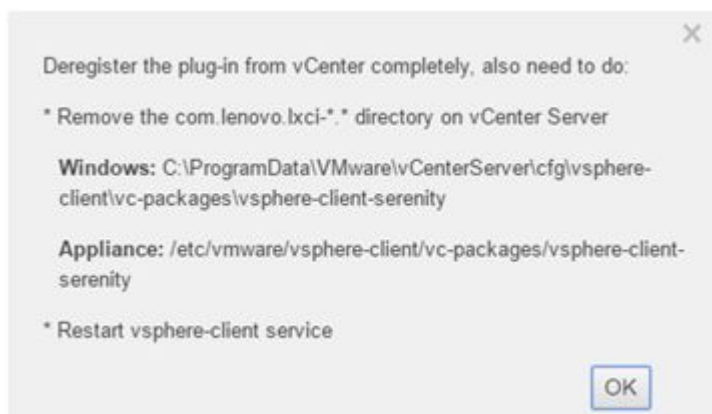 Deregister the plug-in from vCenter completely, also need to do:
* Remove the com.lenovo.lxci-*.* directory on vCenter Server
Windows: C:\ProgramData\VMware\vCenterServer\cfg\vsphere-
client\vc-packages\vsphere-client-serenity
Appliance: /etc/vmware/vsphere-client/vc-packages/vsphere-client-
serenity
* Restart vsphere-client service
OK